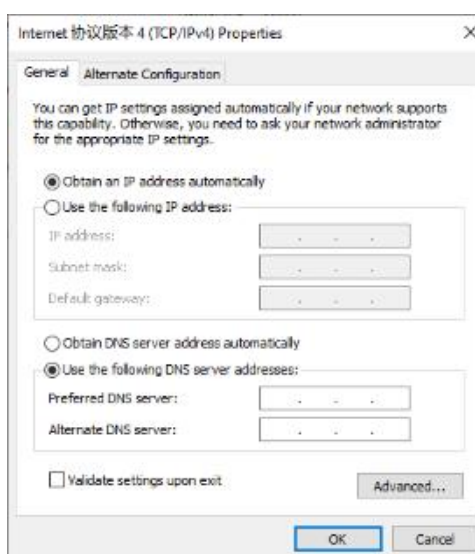 Internet 协议版本 4 (TCP/IPv4) Properties
General
Alternate Configuration
You can get IP settings assigned automatically if your network supports
this capability. Otherwise, you need to ask your network administrator
for the appropriate IP settings.
Obtain an IP address automatically
Use the following IP address:
IP address:
Subnet mask:
Default gateway:
Obtain DNS server address automatically
Use the following DNS server addresses:
Preferred DNS server:
Alternate DNS server:
Validate settings upon exit
Advanced...
OK
Cancel